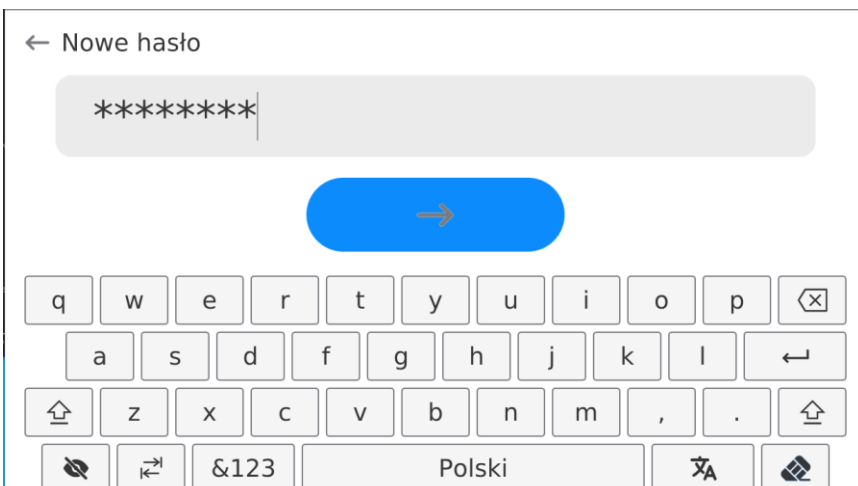 ← Nowe hasło
********
→
q w e r t y u i o p
a s d f g h j k l
z x c v b n m , .
&123 Polski